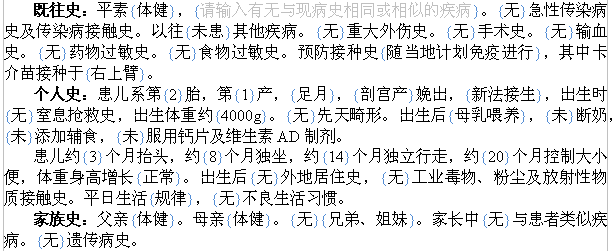 既往史：平素{体健}，{请输入有无与现病史相同或相似的疾病}。{无}急性传染病
史及传染病接触史。以往{未患}其他疾病。{无}重大外伤史。{无}手术史。{无}输血
史。{无}药物过敏史。{无}食物过敏史。预防接种史{随当地计划免疫进行}，其中卡
介苗接种于{右上臂}。
个人史：患儿系第{2}胎，第{1}产，{足月}，{剖宫产}娩出，{新法接生}，出生时
{无}窒息抢救史，出生体重约{4000g}。{无}先天畸形。出生后{母乳喂养}，{未}断奶，
{未}添加辅食，{未}服用钙片及维生素 AD 制剂。
患儿约{3}个月抬头，约{8}个月独坐，约{14}个月独立行走，约{20}个月控制大小
便，体重身高增长{正常}。出生后{无}外地居住史，{无}工业毒物、粉尘及放射性物
质接触史。平日生活{规律}，{无}不良生活习惯。
家族史：父亲{体健}。母亲{体健}。{无}{兄弟、姐妹}。家长中{无}与患者类似疾
病。{无}遗传病史。